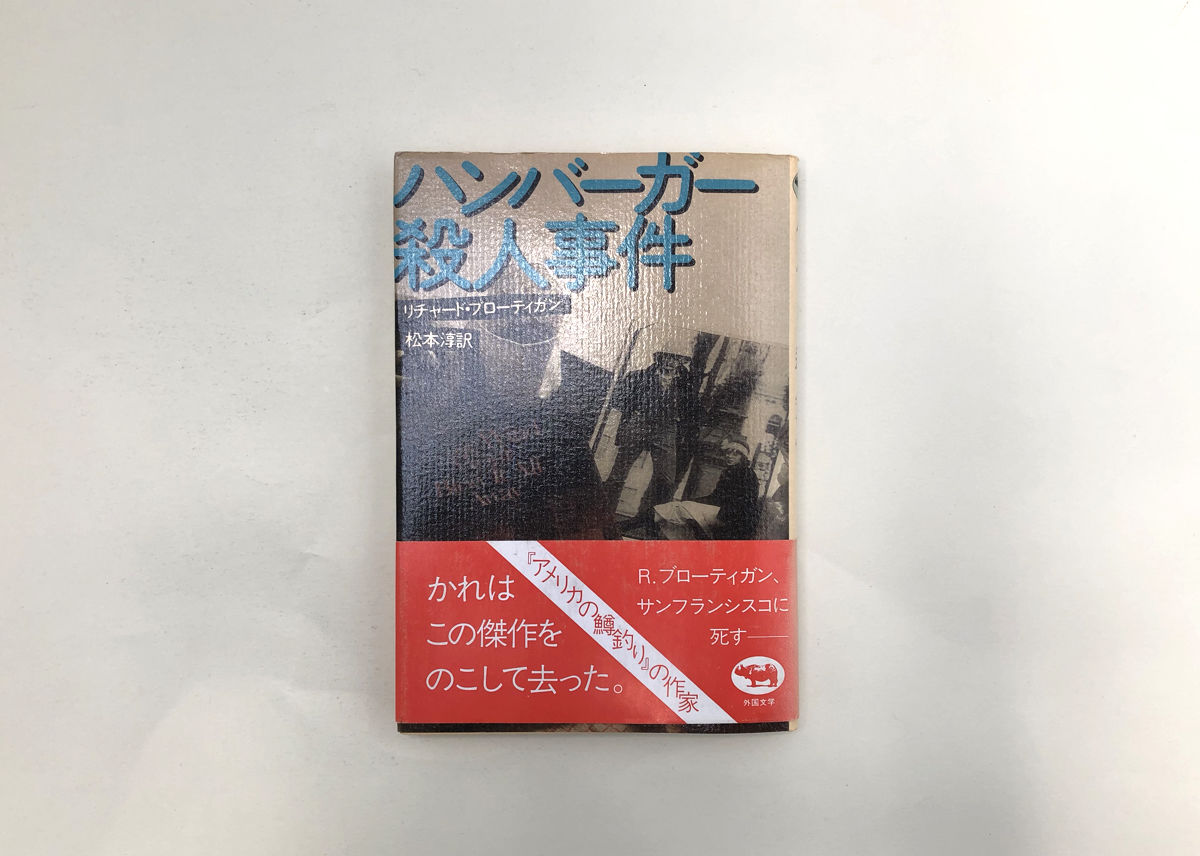 ハンバーガー
殺人事件
リチャード・ブローティガン
松本淳訳
かれは
この傑作を
のこして去った。
『アメリカの鱒釣り』の作家
R.ブローティガン、
サンフランシスコに
死す――
外国文学